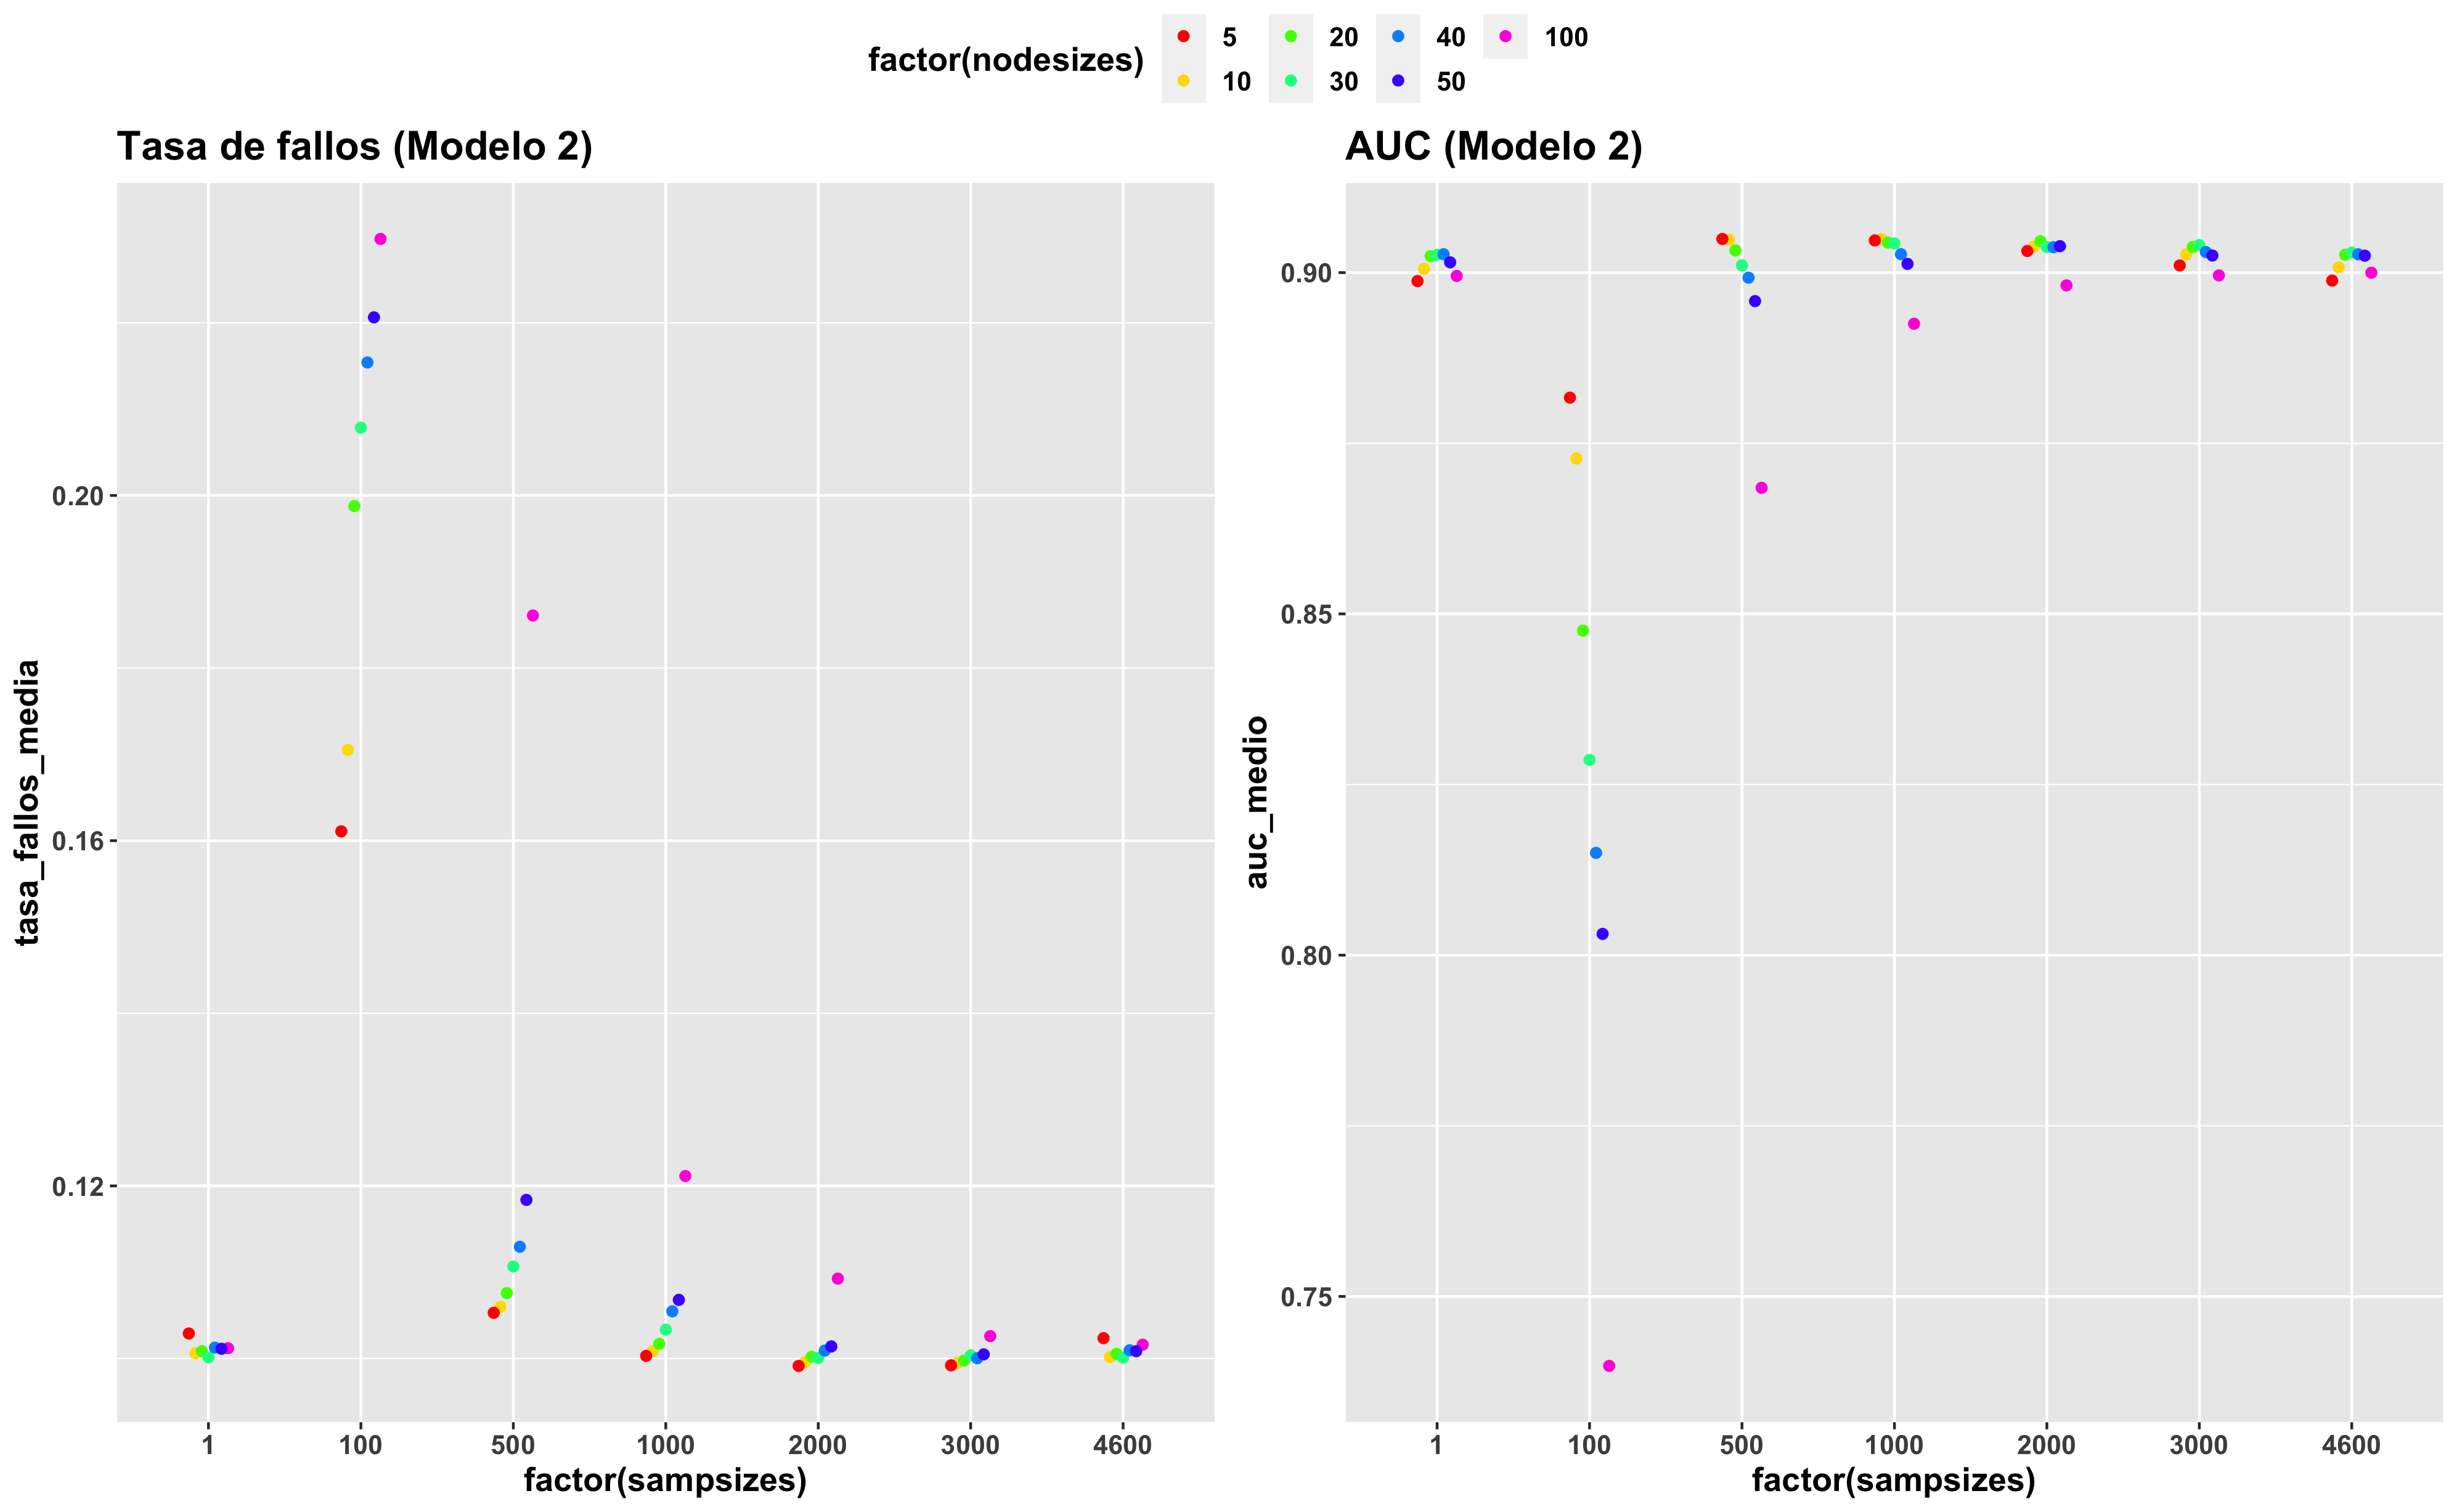 factor(nodesizes)
5 20 40 100
10 30 50
Tasa de fallos (Modelo 2)
tasa_fallos_media
0.20
0.16
0.12
1 100 500 1000 2000 3000 4600
factor(sampsizes)
AUC (Modelo 2)
auc_medio
0.90
0.85
0.80
0.75
1 100 500 1000 2000 3000 4600
factor(sampsizes)